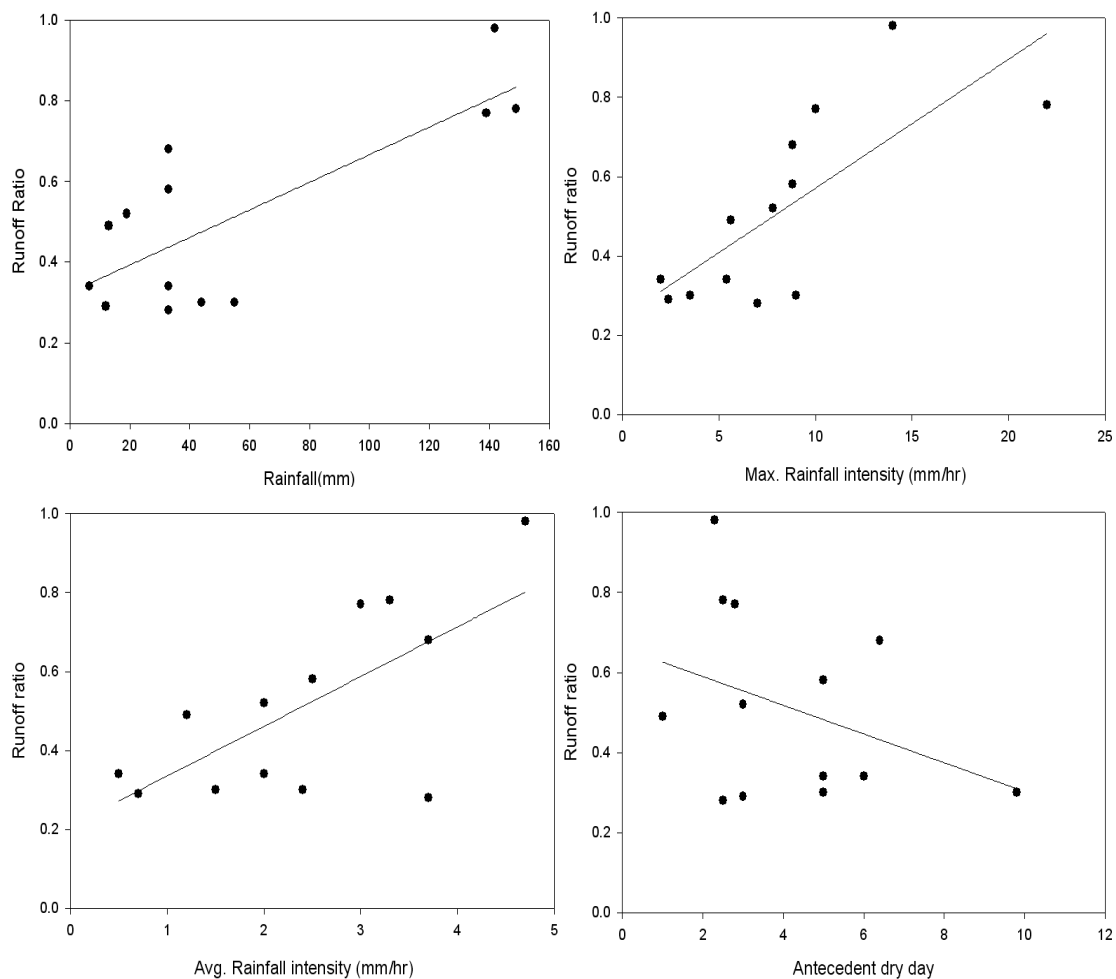 1.0
0.8
0.6
0.4
0.2
0.0
Runoff Ratio
0 20 40 60 80 100 120 140 160
Rainfall(mm)
1.0
0.8
0.6
0.4
0.2
0.0
Runoff ratio
0 5 10 15 20 25
Max. Rainfall intensity (mm/hr)
1.0
0.8
0.6
0.4
0.2
0.0
Runoff ratio
0 1 2 3 4 5
Avg. Rainfall intensity (mm/hr)
1.0
0.8
0.6
0.4
0.2
0.0
Runoff ratio
0 2 4 6 8 10 12
Antecedent dry day